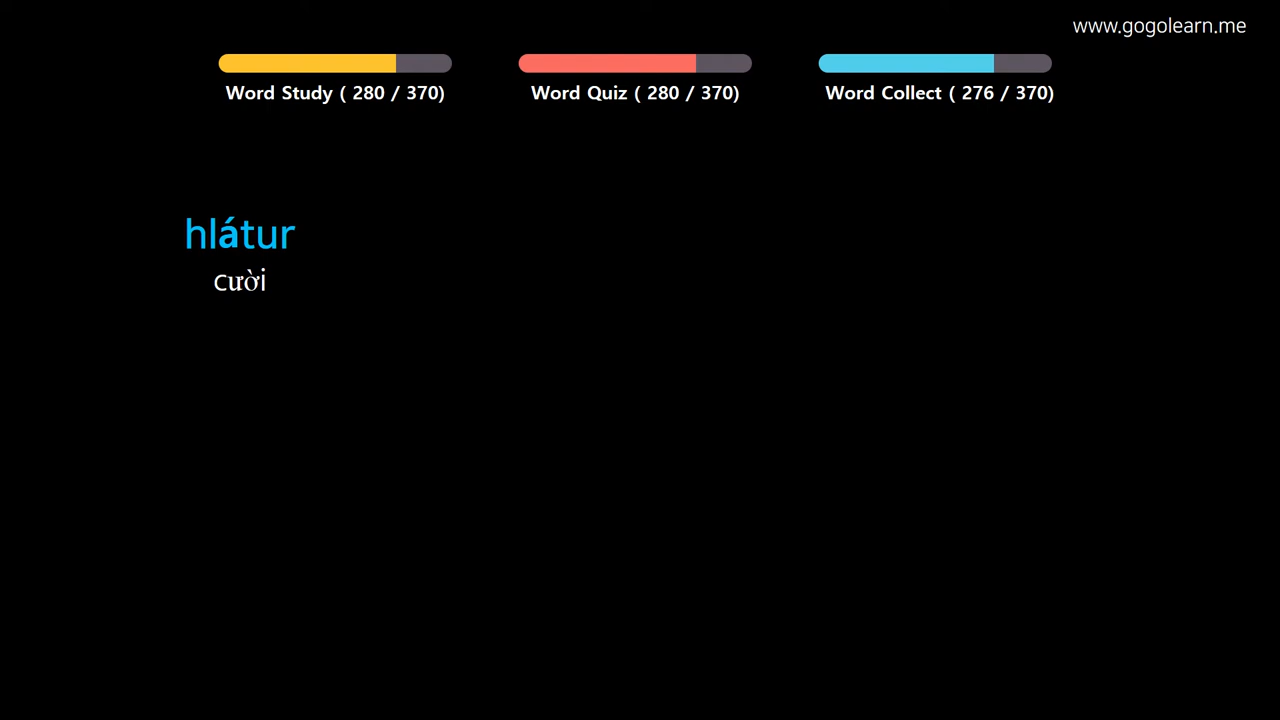 www.gogolearn.me
Word Study ( 280 / 370)
Word Quiz ( 280 / 370)
Word Collect ( 276 / 370)
hlátur
cười